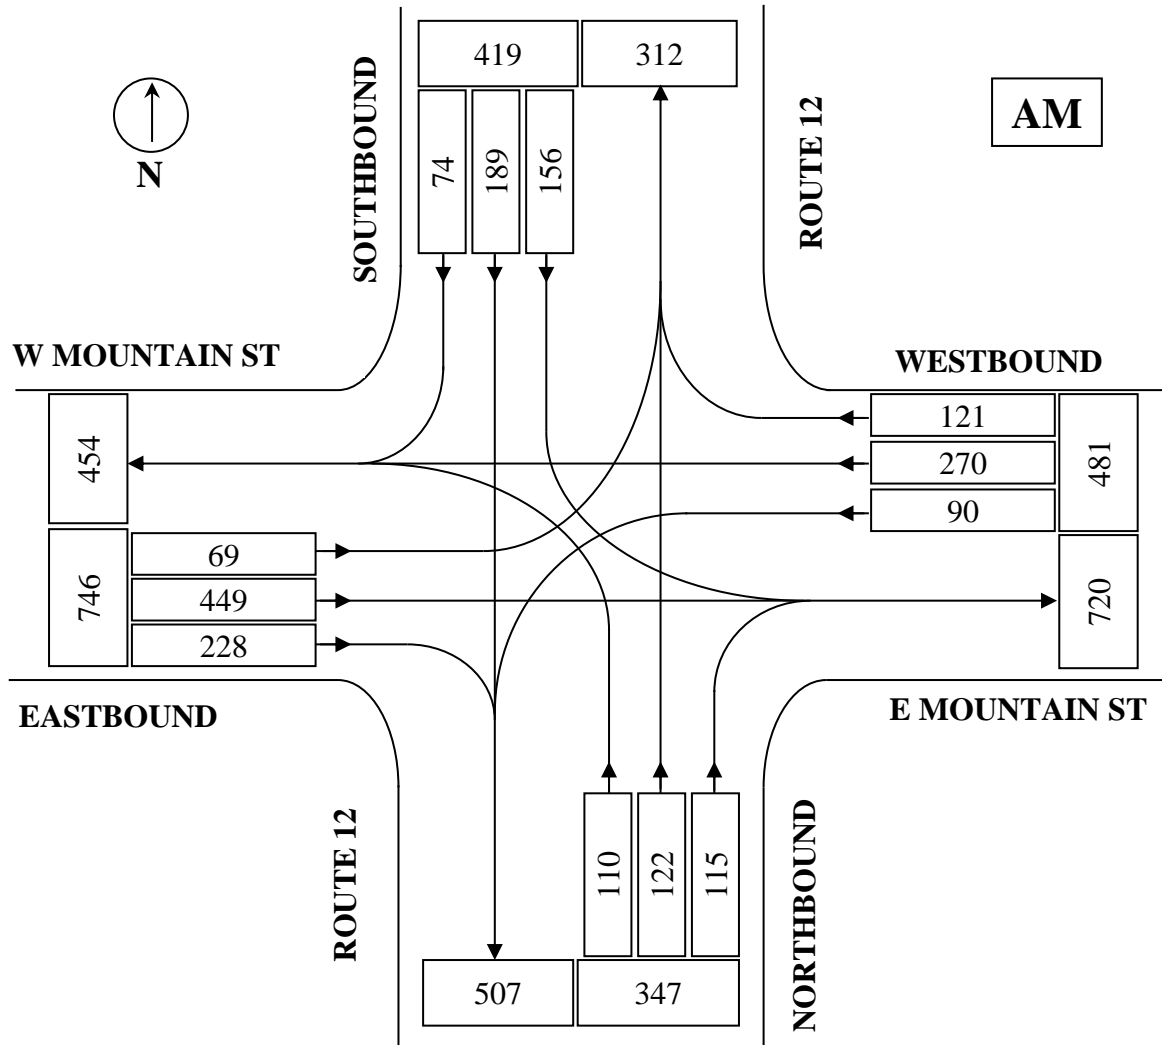 419
312
AM
SOUTHBOUND
ROUTE 12
74
189
156
N
W MOUNTAIN ST
WESTBOUND
454
121
270
90
481
746
69
449
228
720
EASTBOUND
E MOUNTAIN ST
ROUTE 12
110
122
115
NORTHBOUND
507
347